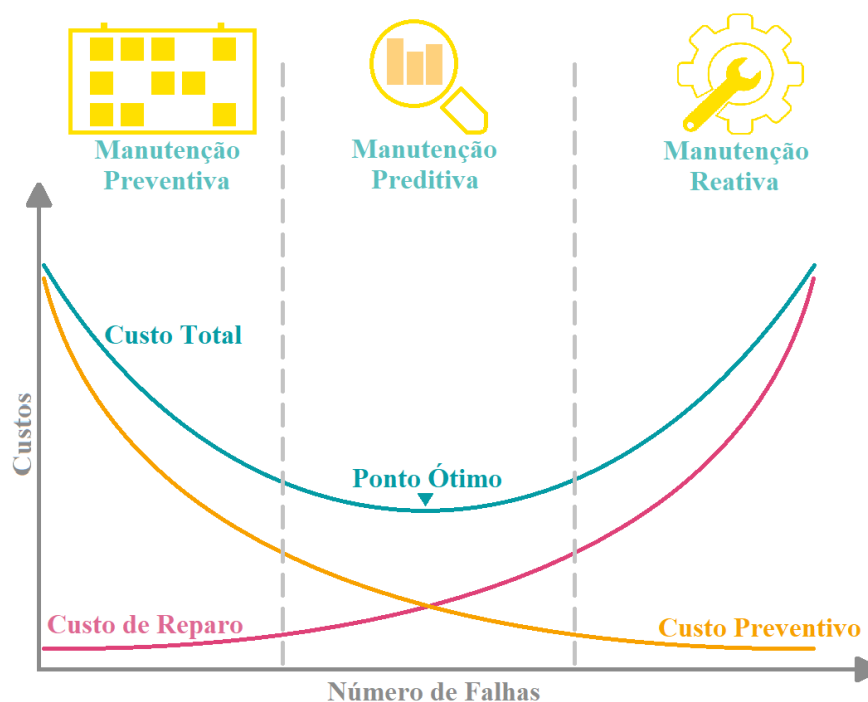 Manutenção
Preventiva
Manutenção
Preditiva
Manutenção
Reativa
Custo Total
Custos
Ponto Ótimo
Custo de Reparo
Custo Preventivo
Número de Falhas